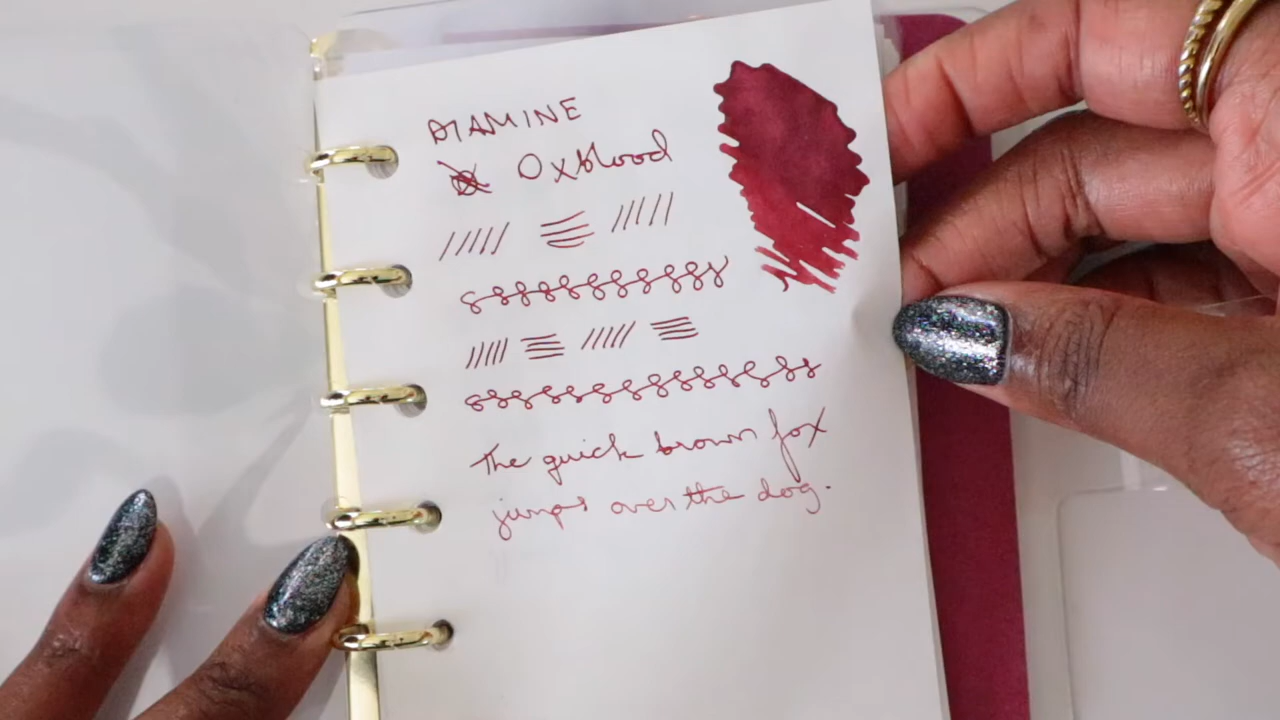 DIAMINE
Oxblood
the quick brown fox
jumps over the dog.